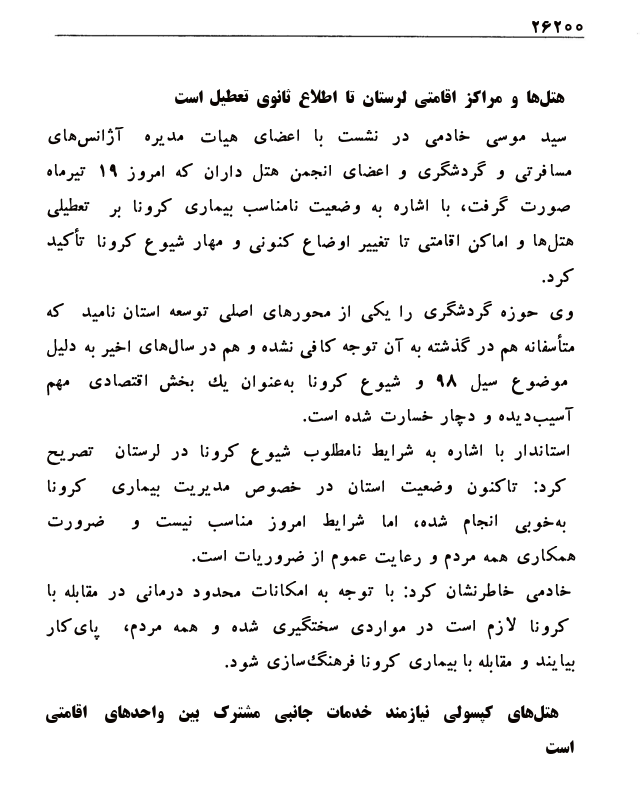 ۲۶۲۰۰
هتل‌ها و مراکز اقامتی لرستان تا اطلاع ثانوی تعطیل است
سید موسی خادمی در نشست با اعضای هیات مدیره آژانس‌های
مسافرتی و گردشگری و اعضای انجمن هتل داران که امروز ۱۹ تیرماه
صورت گرفت، با اشاره به وضعیت نامناسب بیماری کرونا بر تعطیلی
هتل‌ها و اماکن اقامتی تا تغییر اوضاع کنونی و مهار شیوع کرونا تأکید
کرد.
وی حوزه گردشگری را یکی از محورهای اصلی توسعه استان نامید که
متأسفانه هم در گذشته به آن توجه کافی نشده و هم در سال‌های اخیر به دلیل
موضوع سیل ۹۸ و شیوع کرونا به‌عنوان یك بخش اقتصادی مهم
آسیب‌دیده و دچار خسارت شده است.
استاندار با اشاره به شرایط نامطلوب شیوع کرونا در لرستان تصریح
کرد: تاکنون وضعیت استان در خصوص مدیریت بیماری کرونا
به‌خوبی انجام شده، اما شرایط امروز مناسب نیست و ضرورت
همکاری همه مردم و رعایت عموم از ضروریات است.
خادمی خاطرنشان کرد: با توجه به امکانات محدود درمانی در مقابله با
کرونا لازم است در مواردی سختگیری شده و همه مردم، پای‌کار
بیایند و مقابله با بیماری کرونا فرهنگ‌سازی شود.
هتل‌های کپسولی نیازمند خدمات جانبی مشترک بین واحدهای اقامتی
است